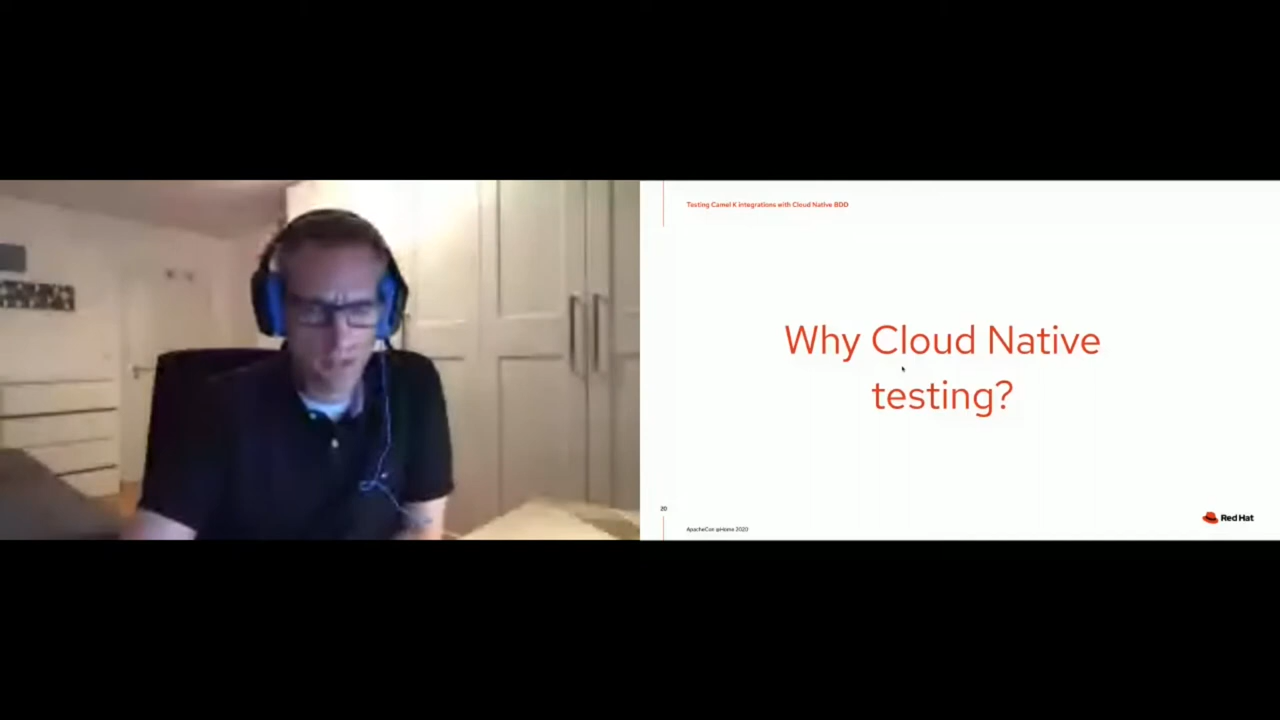 Testing Camel K integrations with Cloud Native BDD
Why Cloud Native
testing?
20
ApacheCon @Home 2020
Red Hat